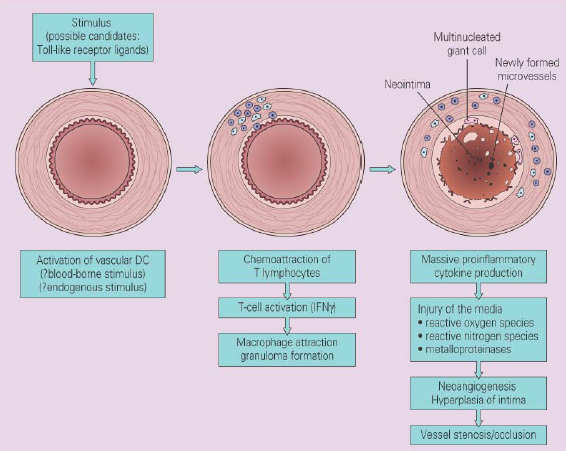 Stimulus
(possible candidates:
Toll-like receptor ligands)
Multinucleated
giant cell
Newly formed
microvessels
Neointima
Activation of vascular DC
(?blood-borne stimulus)
(?endogenous stimulus)
Chemoattraction of
T lymphocytes
T-cell activation (IFNγ)
Macrophage attraction
granuloma formation
Massive proinflammatory
cytokine production
Injury of the media
• reactive oxygen species
• reactive nitrogen species
• metalloproteinases
Neoangiogenesis
Hyperplasia of intima
Vessel stenosis/occlusion